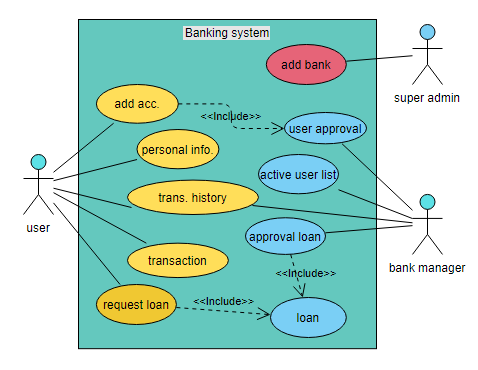 Banking system
add bank
super admin
add acc.
<<Include>>
user approval
personal info.
active user list
trans. history
user
approval loan
bank manager
transaction
<<Include>>
request loan
<<Include>>
loan